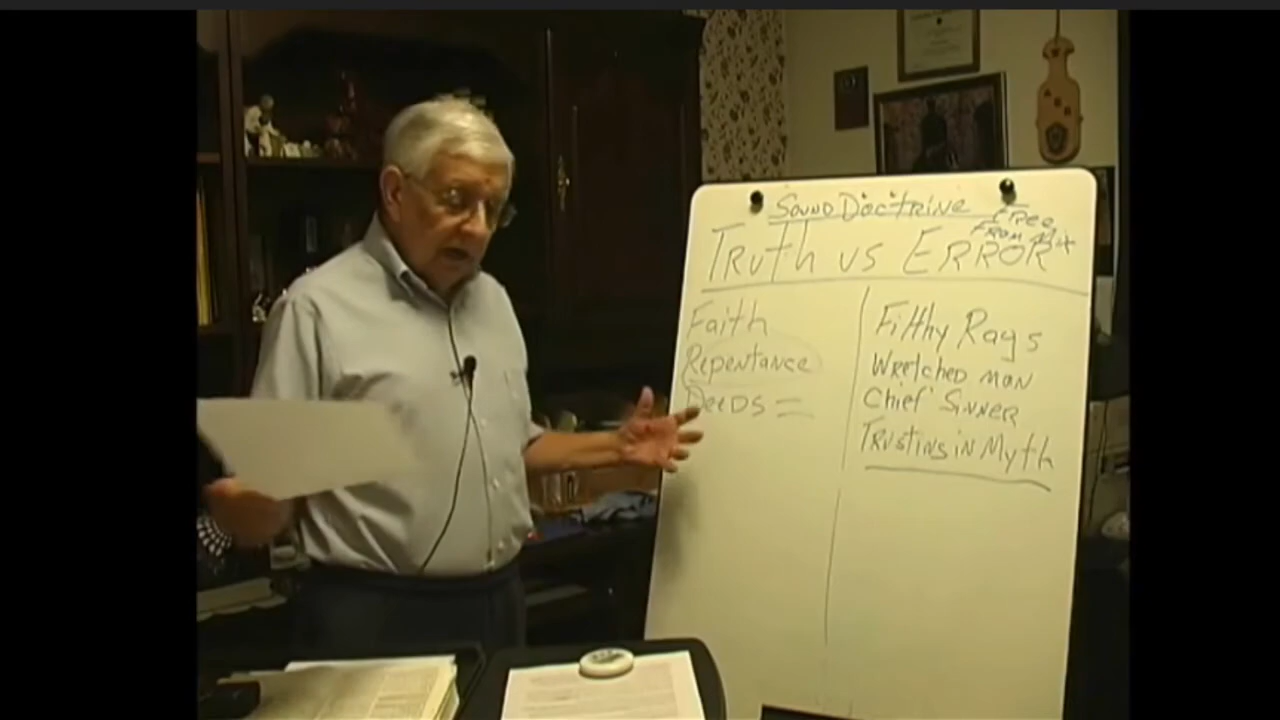 Sound Doctrine
Free
From
Truth vs Error
Faith
Repentance
Deeds =
Filthy Rags
Wretched man
Chief Sinner
Trusting in Myth